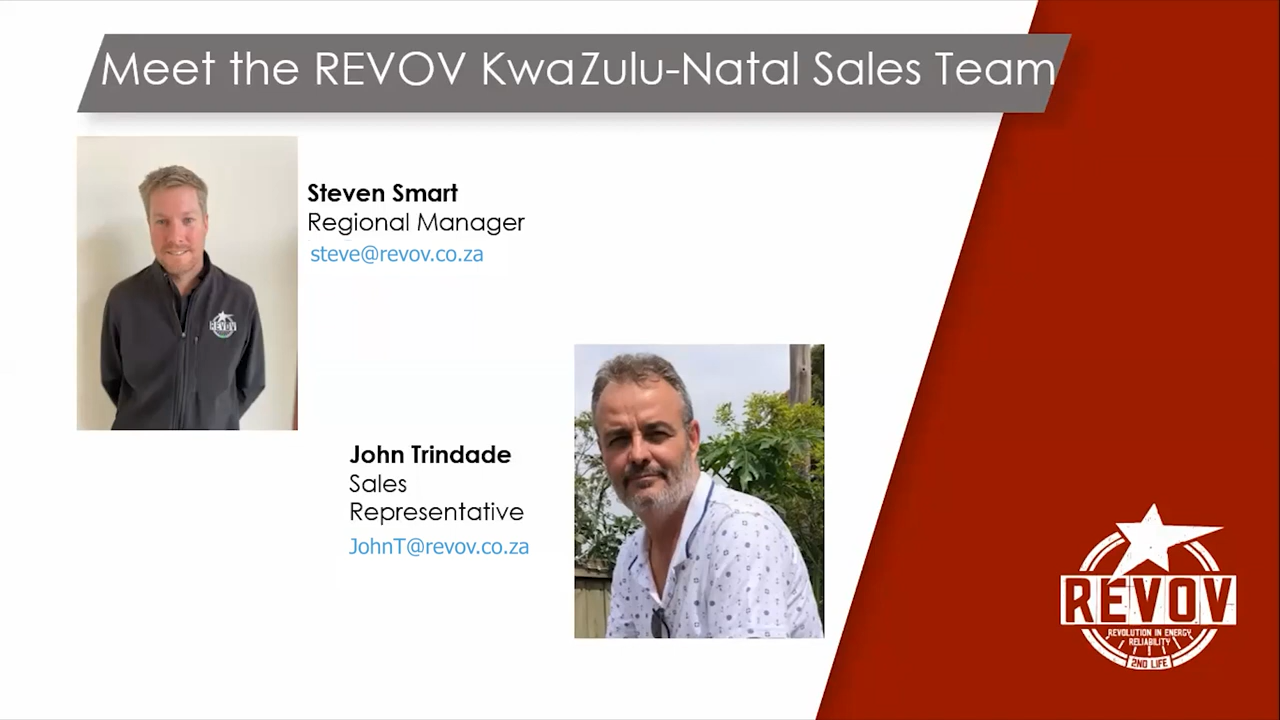 Meet the REVOV KwaZulu-Natal Sales Team
Steven Smart
Regional Manager
steve@revov.co.za
REVOV
John Trindade
Sales
Representative
JohnT@revov.co.za
REVOV
REVOLUTION IN ENERGY
RELIABILITY
2ND LIFE